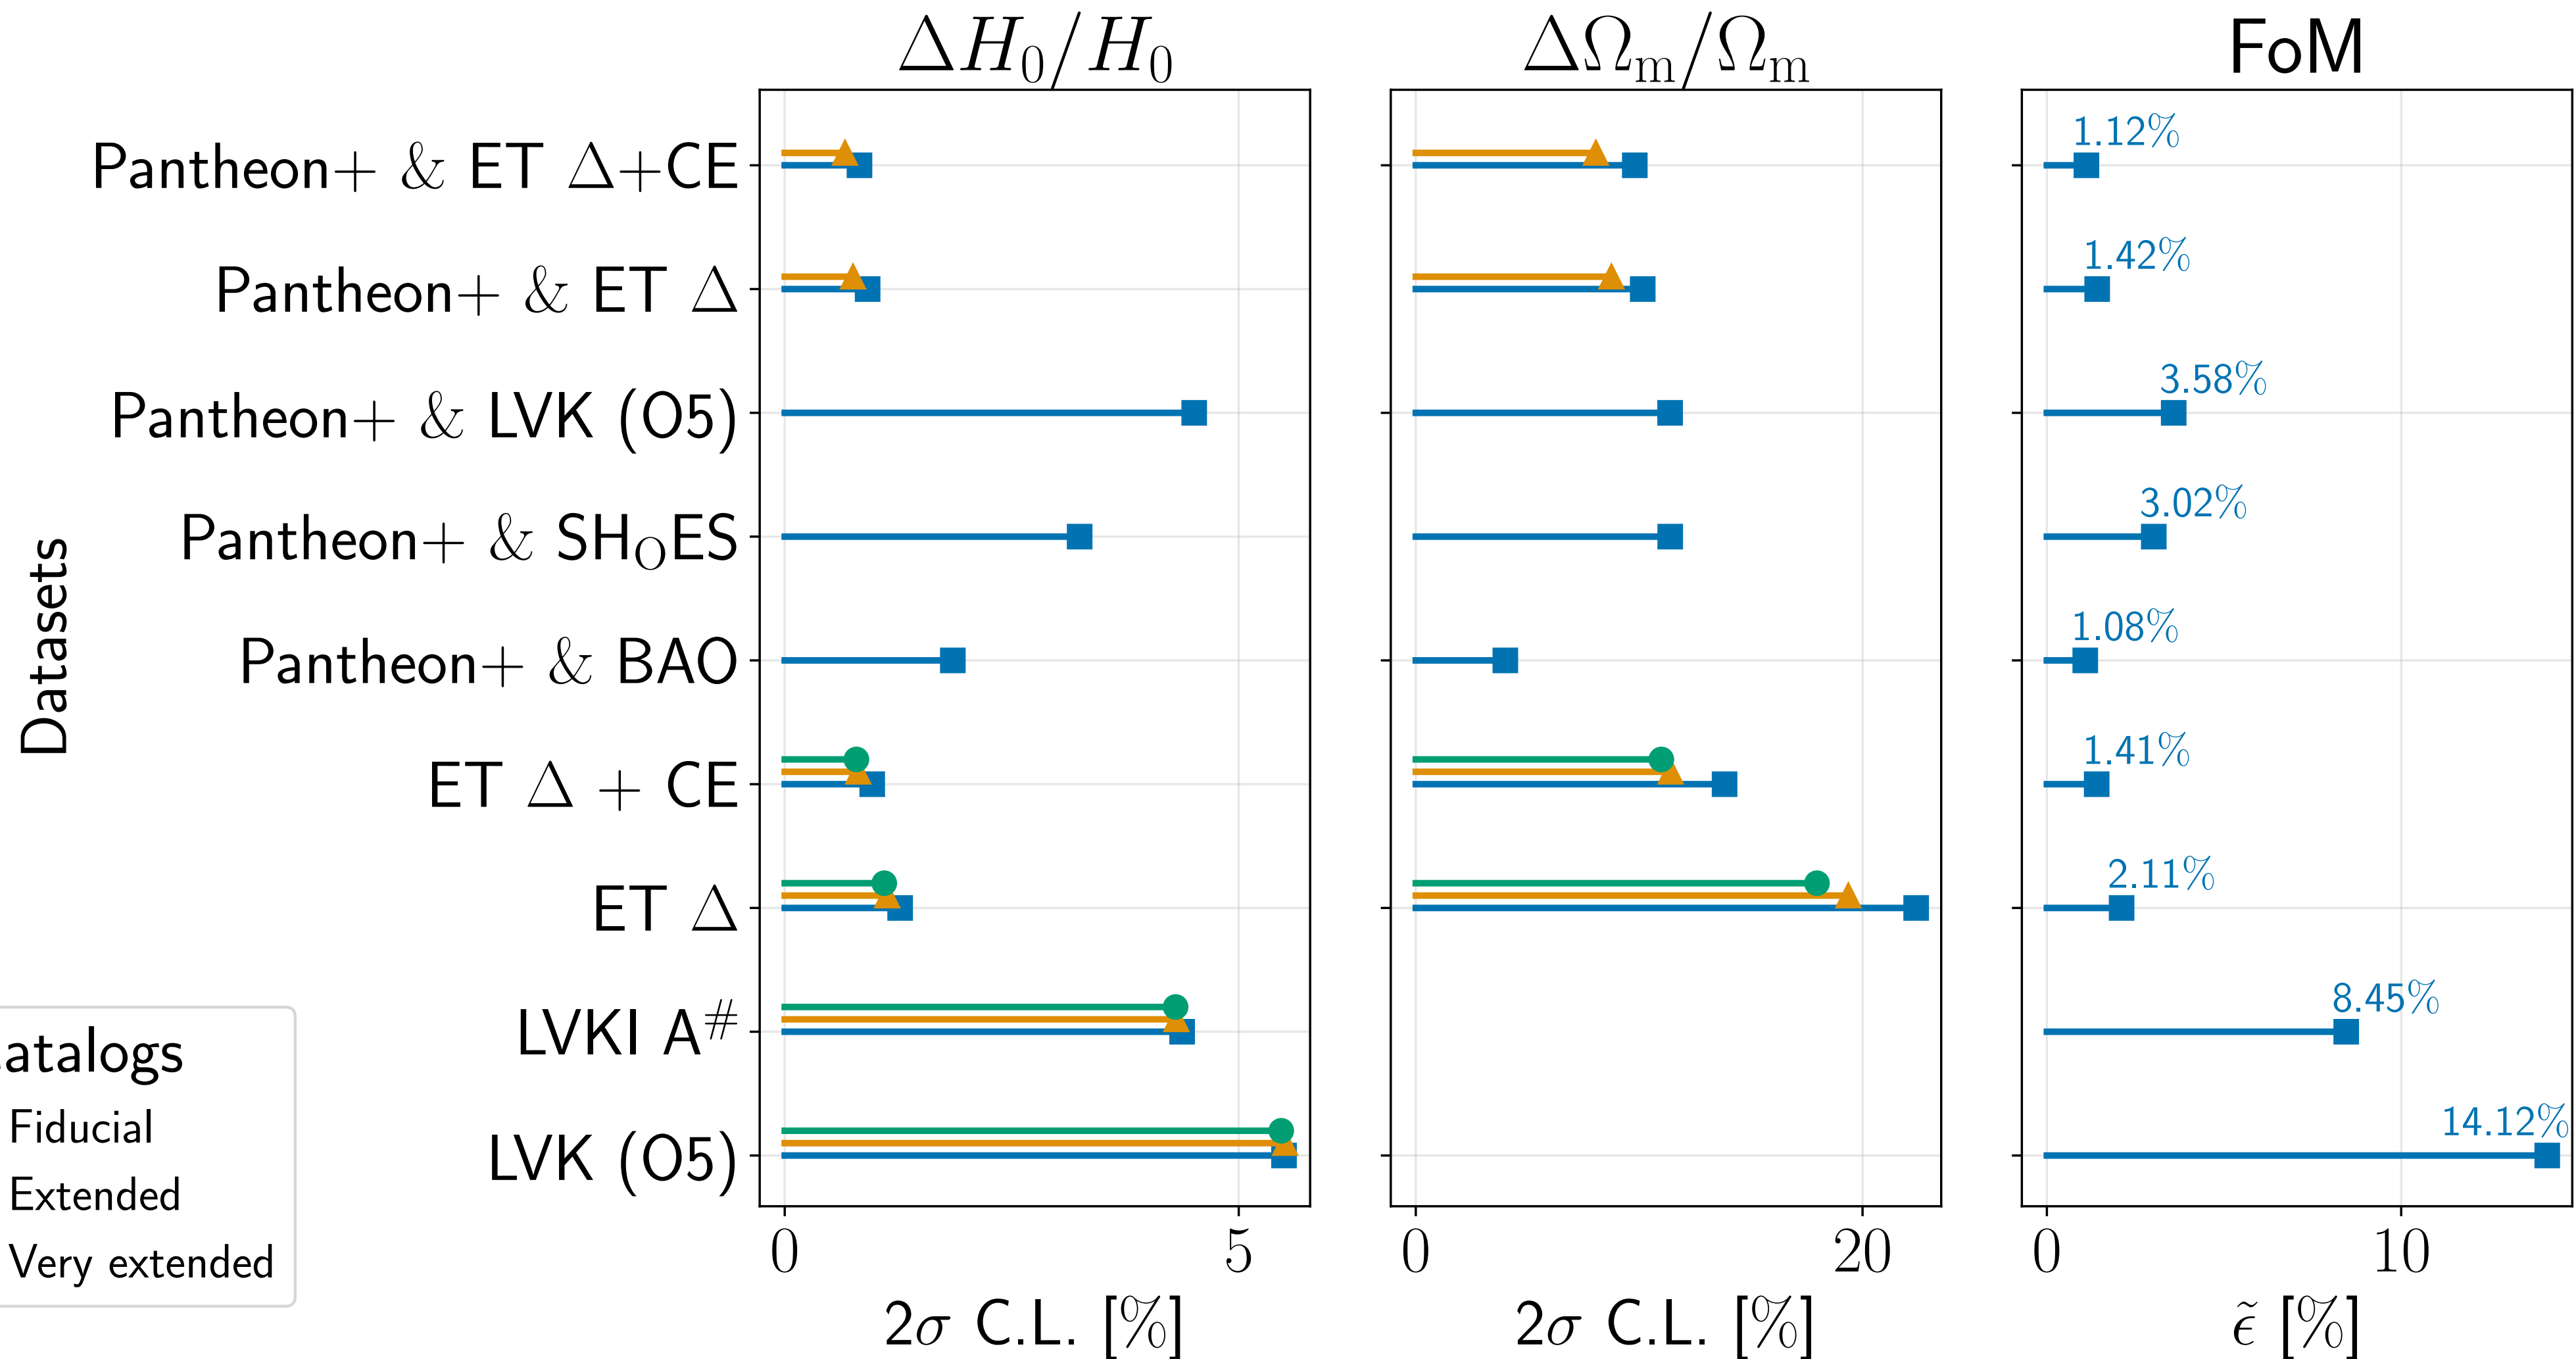 ΔH₀/H₀
ΔΩₘ/Ωₘ
FoM
Datasets
Pantheon+ & ET Δ+CE
Pantheon+ & ET Δ
Pantheon+ & LVK (O5)
Pantheon+ & SH₀ES
Pantheon+ & BAO
ET Δ + CE
ET Δ
LVKI A#
LVK (O5)
1.12%
1.42%
3.58%
3.02%
1.08%
1.41%
2.11%
8.45%
14.12%
atalogs
Fiducial
Extended
Very extended
0 5
0 20
0 10
2σ C.L. [%]
2σ C.L. [%]
ϵ̃ [%]